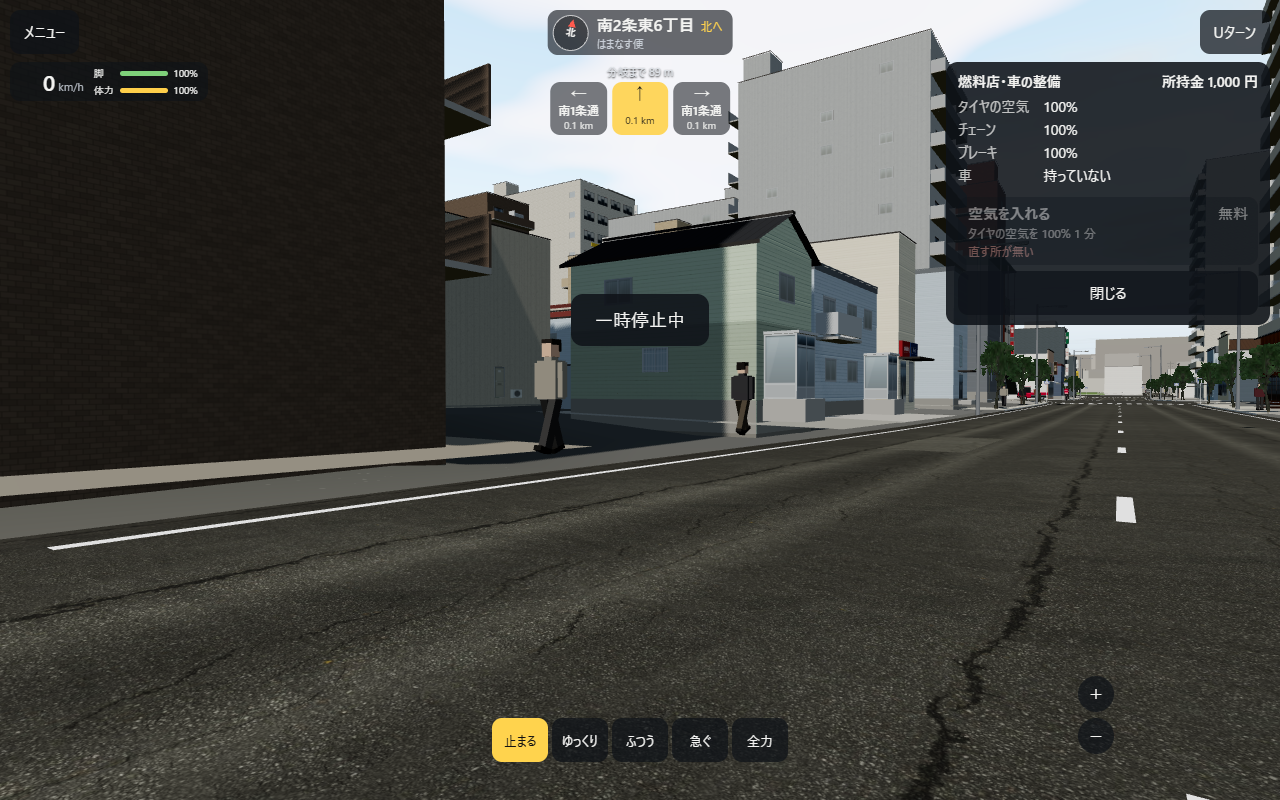 メニュー
0 km/h
脚 100%
体力 100%
北
南2条東6丁目 北へ
はまなす便
分岐まで 89 m
←
南1条通
0.1 km
↑
0.1 km
→
南1条通
0.1 km
Uターン
燃料店・車の整備 所持金 1,000 円
タイヤの空気 100%
チェーン 100%
ブレーキ 100%
車 持っていない
空気を入れる 無料
タイヤの空気を 100% 1 分
直す所が無い
閉じる
一時停止中
+
−
止まる ゆっくり ふつう 急ぐ 全力